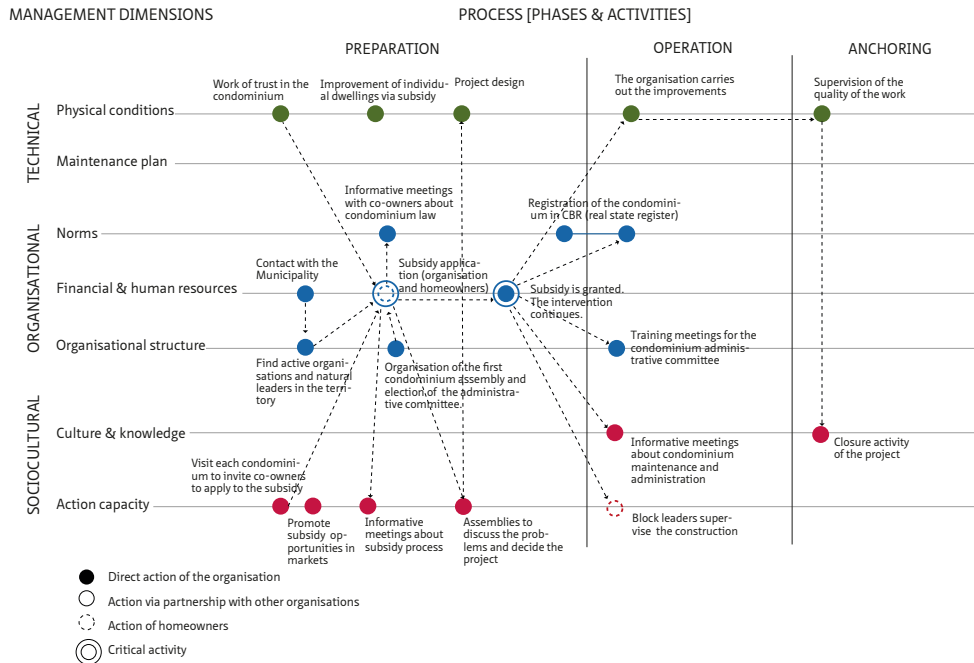 MANAGEMENT DIMENSIONS
PROCESS [PHASES & ACTIVITIES]
PREPARATION
OPERATION
ANCHORING
TECHNICAL
Physical conditions
Work of trust in the
condominium
Improvement of individu-
al dwellings via subsidy
Project design
The organisation carries
out the improvements
Supervision of the
quality of the work
Maintenance plan
ORGANISATIONAL
Norms
Informative meetings
with co-owners about
condominium law
Registration of the condomini-
um in CBR (real state register)
Financial & human resources
Contact with the
Municipality
Subsidy applica-
tion (organisation
and homeowners)
Subsidy is granted.
The intervention
continues.
Organisational structure
Find active organi-
sations and natural
leaders in the terri-
tory
Organisation of the first
condominium assembly and
election of the administra-
tive committee.
Training meetings for the
condominium adminis-
trative committee
SOCIOCULTURAL
Culture & knowledge
Informative meetings
about condominium
maintenance and
administration
Closure activity
of the project
Action capacity
Visit each condomini-
um to invite co-owners
to apply to the subsidy
Promote
subsidy op-
portunities in
markets
Informative
meetings about
subsidy process
Assemblies to
discuss the prob-
lems and decide the
project
Block leaders super-
vise the construction
Direct action of the organisation
Action via partnership with other organisations
Action of homeowners
Critical activity